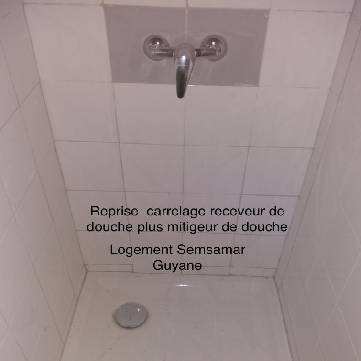 Reprise carrelage receveur de
douche plus mitigeur de douche
Logement Semsamar
Guyane